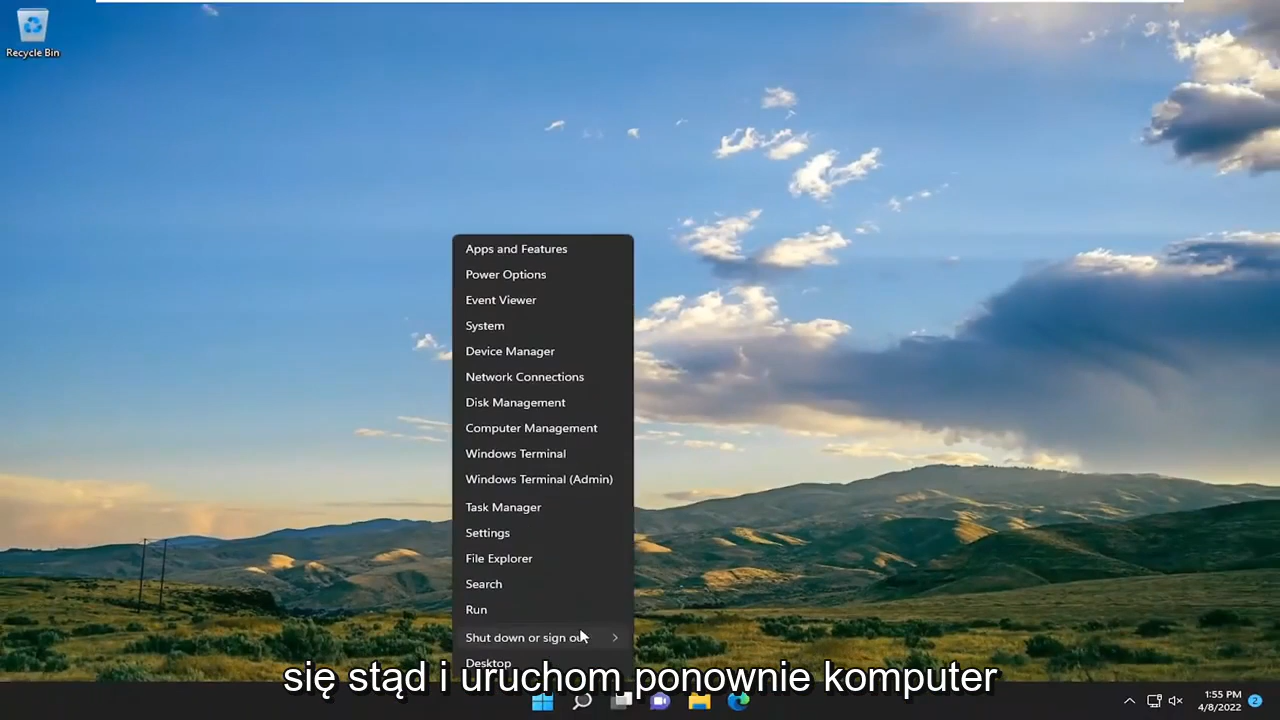 Recycle Bin
Apps and Features
Power Options
Event Viewer
System
Device Manager
Network Connections
Disk Management
Computer Management
Windows Terminal
Windows Terminal (Admin)
Task Manager
Settings
File Explorer
Search
Run
Shut down or sign out
Desktop
się stąd i uruchom ponownie komputer
1:55 PM
4/8/2022
2